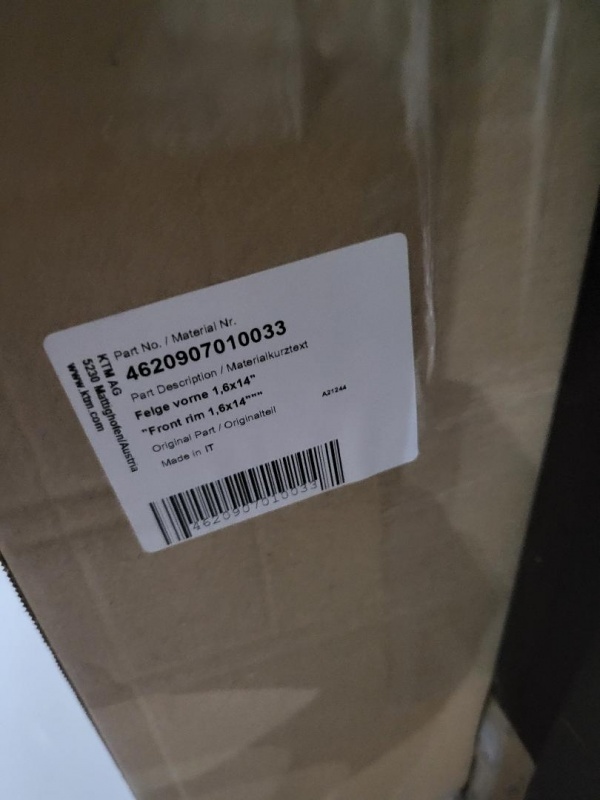 KTM AG
5230 Mattighofen/Austria
www.ktm.com
Part No. / Material Nr.
4620907010033
Part Description / Materialkurztext
Felge vorne 1,6x14"
"Front rim 1,6x14"""
A21244
Original Part / Originalteil
Made in IT
4620907010033